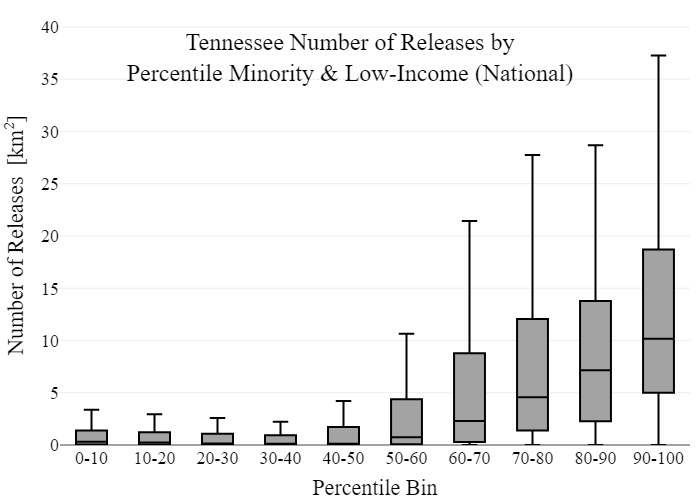 Tennessee Number of Releases by
Percentile Minority & Low-Income (National)
Number of Releases [km²]
40
35
30
25
20
15
10
5
0
0-10 10-20 20-30 30-40 40-50 50-60 60-70 70-80 80-90 90-100
Percentile Bin